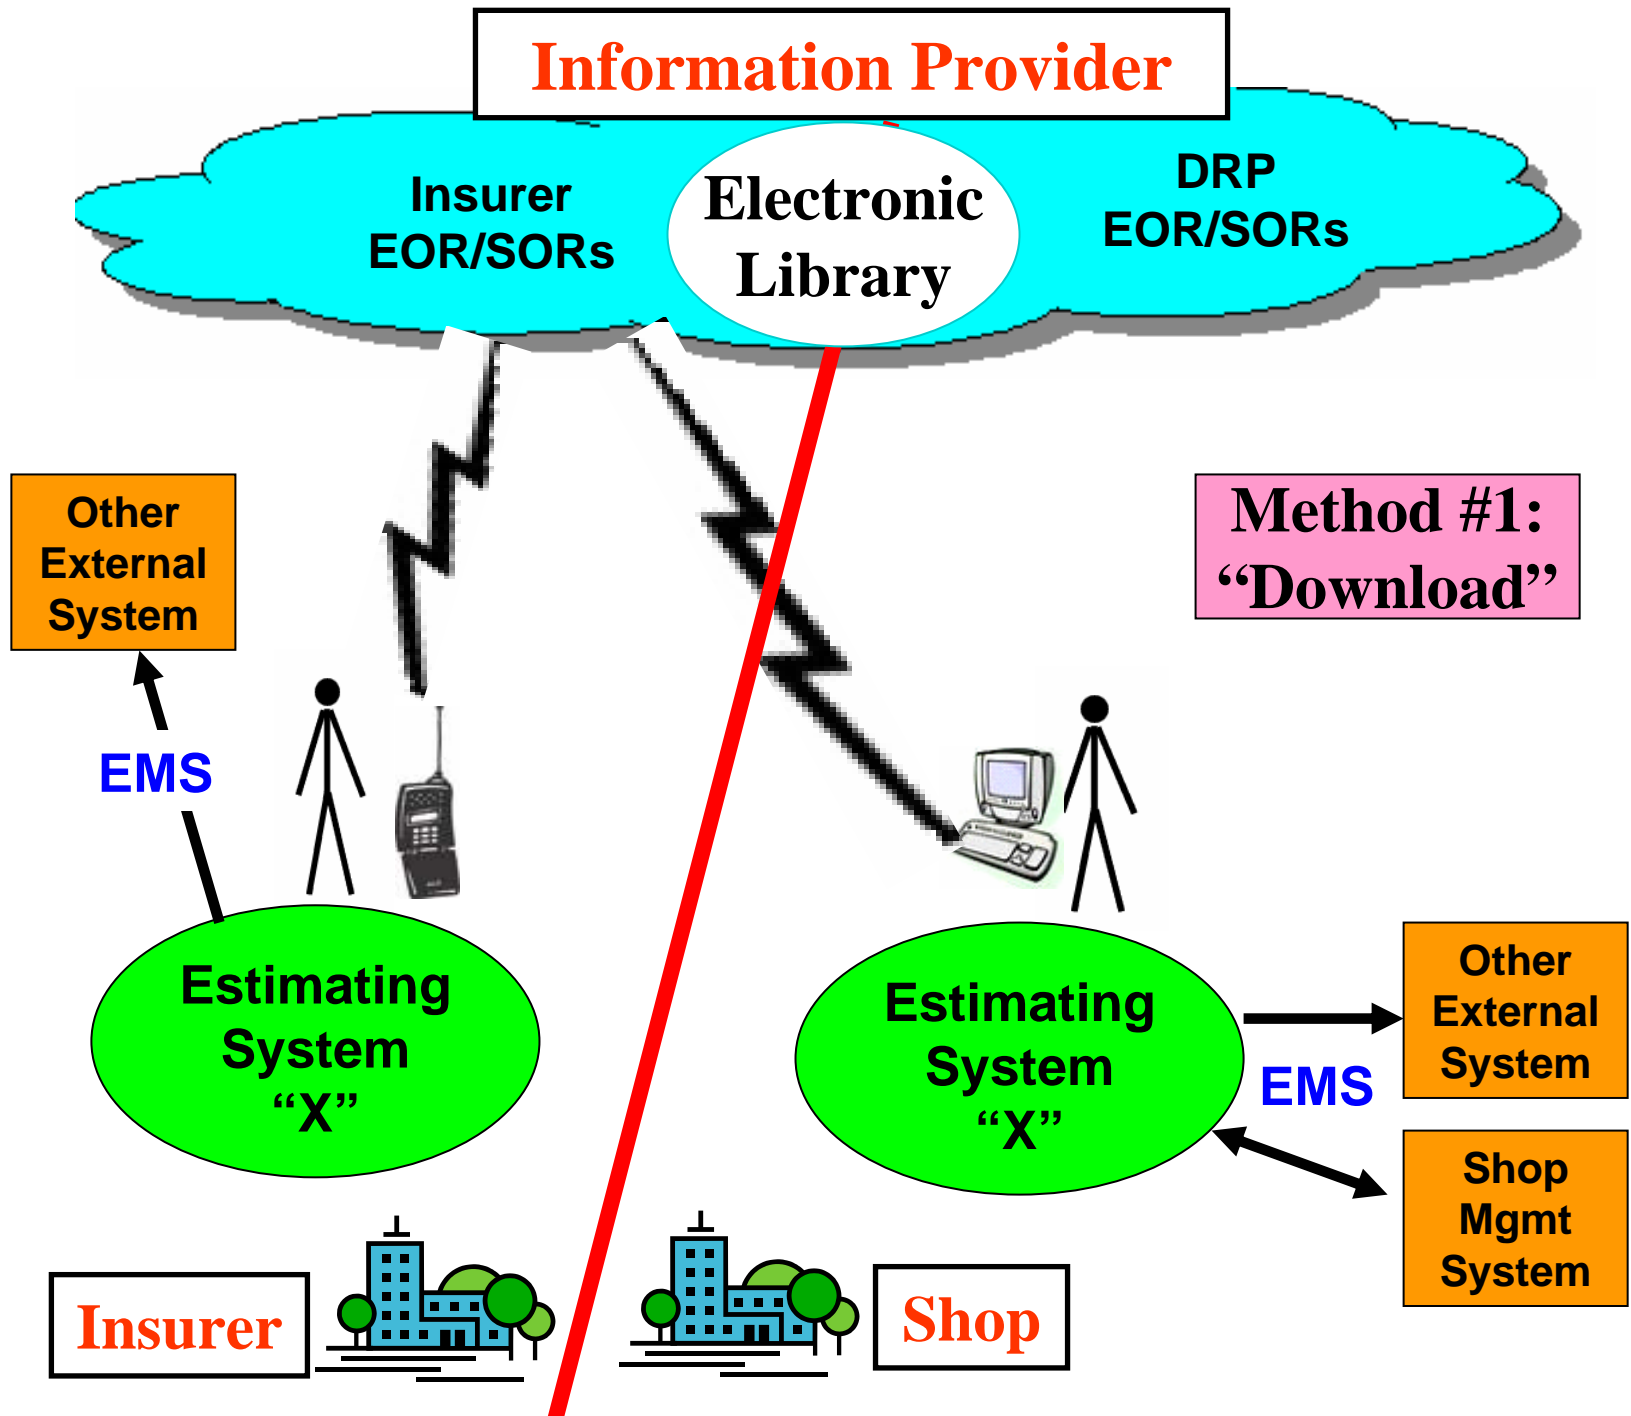 Information Provider
Insurer
EOR/SORs
Electronic
Library
DRP
EOR/SORs
Other
External
System
Method #1:
“Download”
EMS
Estimating
System
“X”
Estimating
System
“X”
Other
External
System
EMS
Shop
Mgmt
System
Insurer
Shop